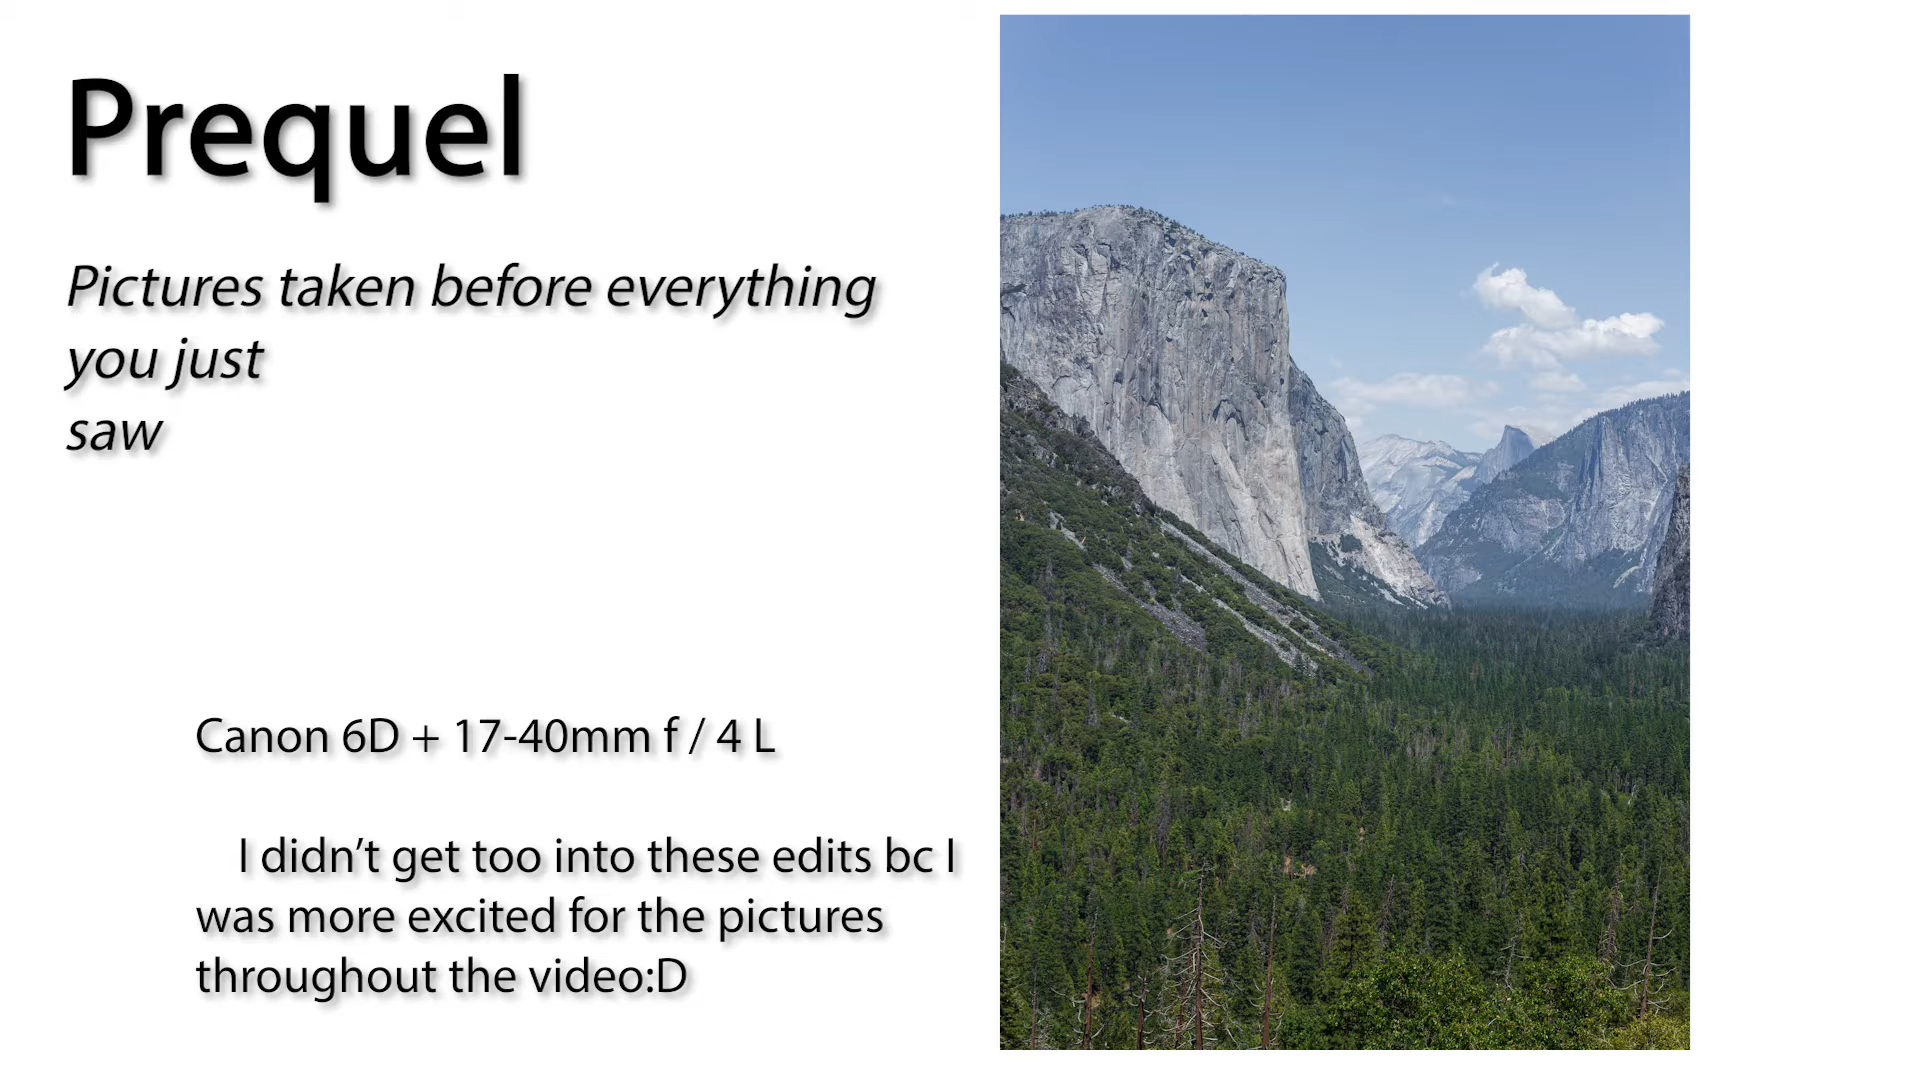 Prequel
Pictures taken before everything
you just
saw
Canon 6D + 17-40mm f / 4 L
I didn’t get too into these edits bc I
was more excited for the pictures
throughout the video:D